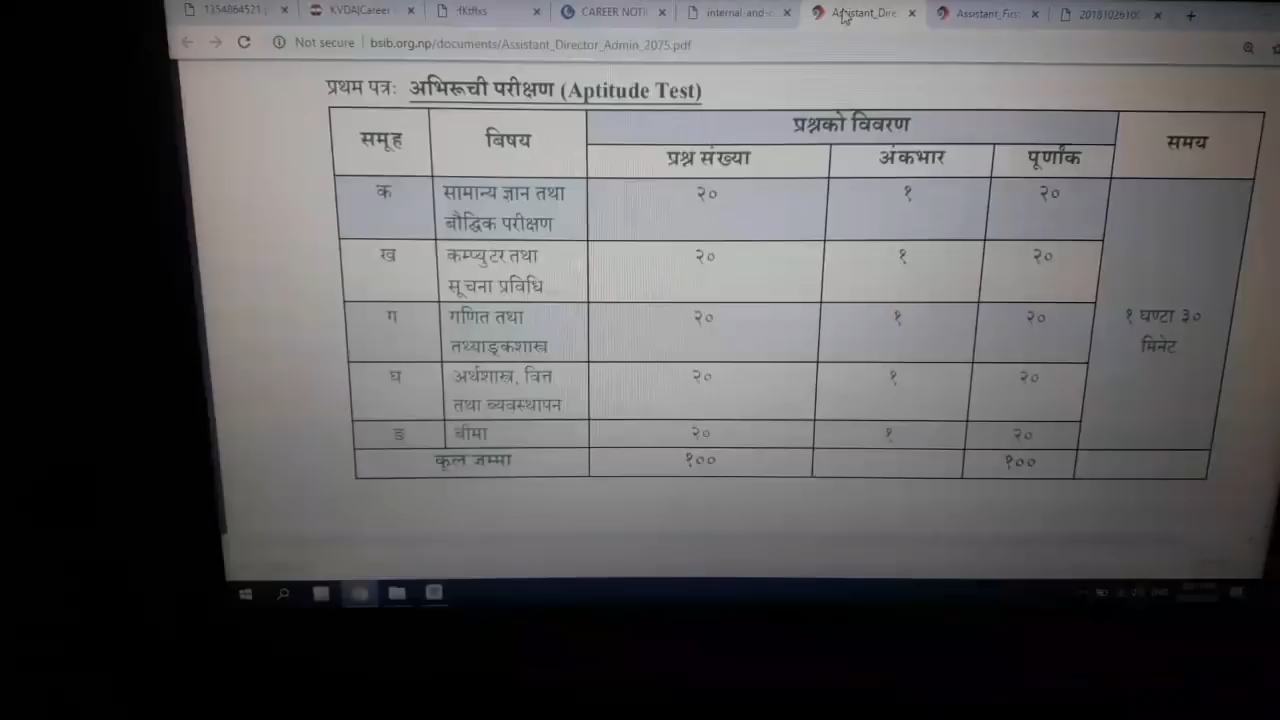 1354864521
KVDA|Career
CAREER NOTI
internal-and-c
Assistant_Dire
Assistant_Firs
2018102610
Not secure | bsib.org.np/documents/Assistant_Director_Admin_2075.pdf
प्रथम पत्रः अभिरूची परीक्षण (Aptitude Test)
समूह
बिषय
प्रश्नको विवरण
समय
प्रश्न संख्या
अंकभार
पूर्णांक
क
सामान्य ज्ञान तथा
बौद्धिक परीक्षण
२०
१
२०
ख
कम्प्युटर तथा
सूचना प्रविधि
२०
१
२०
ग
गणित तथा
तथ्याङ्कशास्त्र
२०
१
२०
१ घण्टा ३०
मिनेट
घ
अर्थशास्त्र, वित्त
तथा व्यवस्थापन
२०
१
२०
ङ
बीमा
२०
१
२०
कूल जम्मा
१००
१००